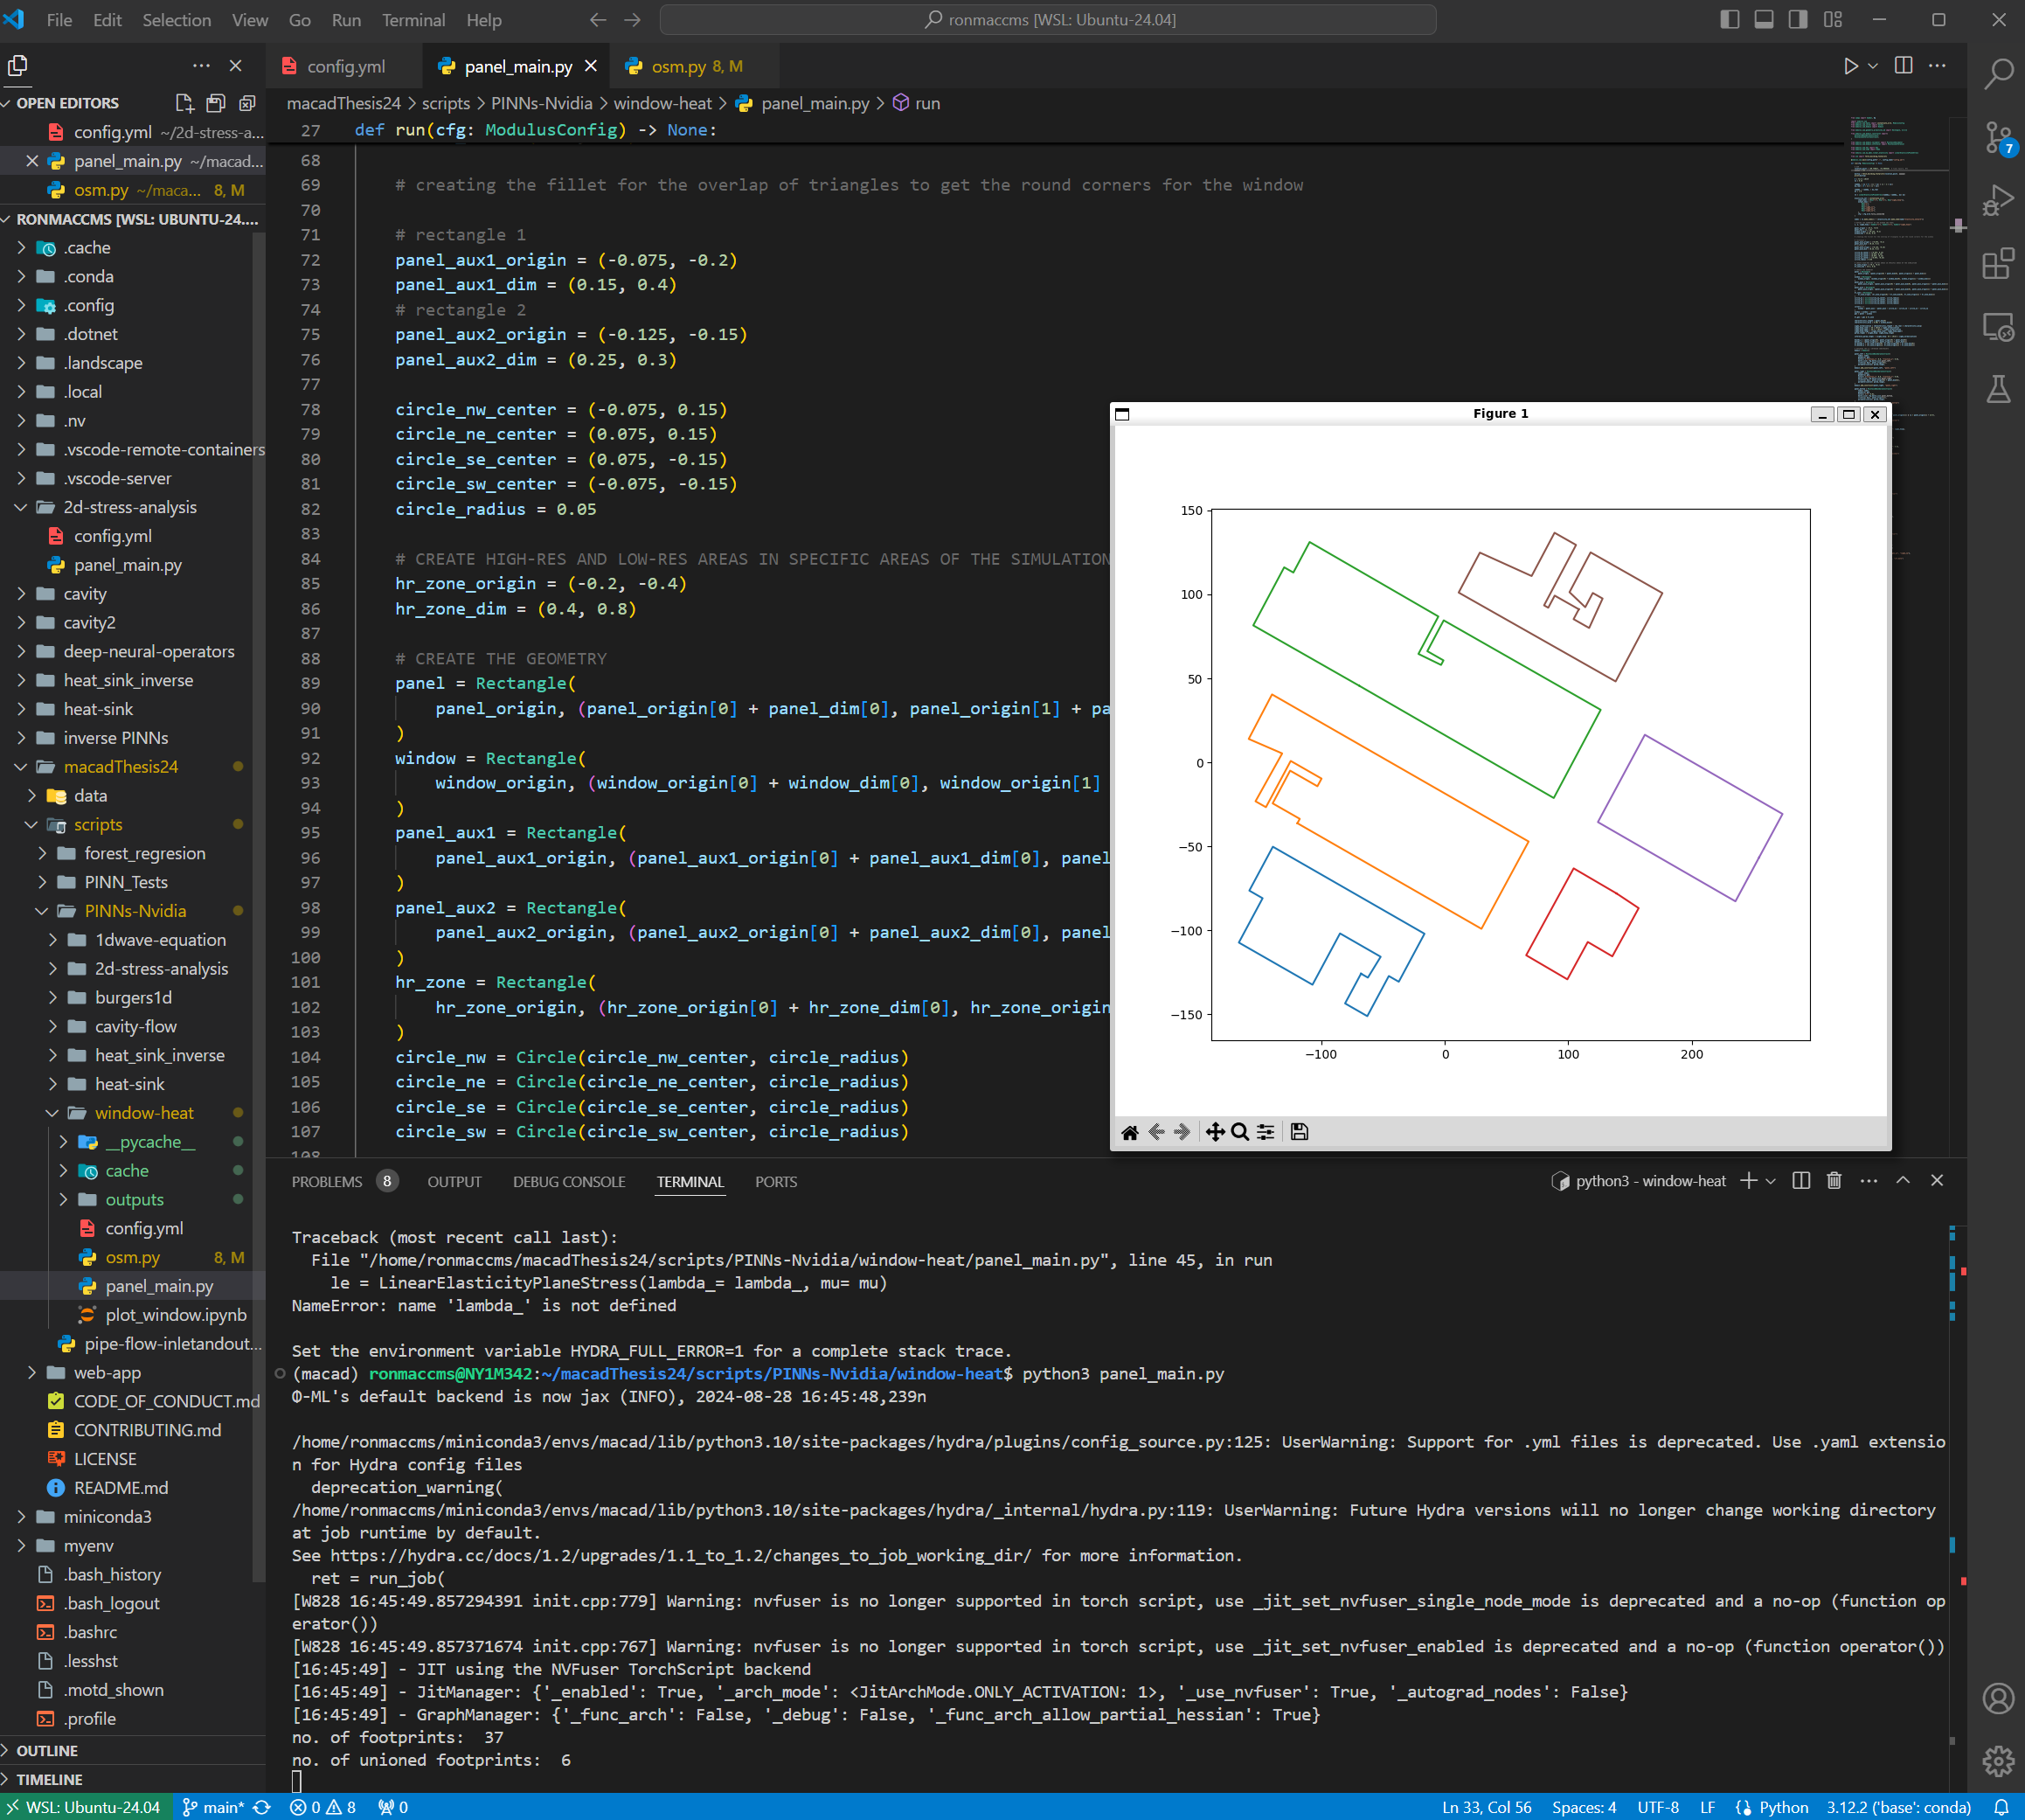 File Edit Selection View Go Run Terminal Help
ronmaccms [WSL: Ubuntu-24.04]
config.yml
panel_main.py
osm.py 8, M
OPEN EDITORS
config.yml ~/2d-stress-a...
panel_main.py ~/macad...
osm.py ~/maca... 8, M
RONMACCMS [WSL: UBUNTU-24....
.cache
.conda
.config
.dotnet
.landscape
.local
.nv
.vscode-remote-containers
.vscode-server
2d-stress-analysis
config.yml
panel_main.py
cavity
cavity2
deep-neural-operators
heat_sink_inverse
heat-sink
inverse PINNs
macadThesis24
data
scripts
forest_regresion
PINN_Tests
PINNs-Nvidia
1dwave-equation
2d-stress-analysis
burgers1d
cavity-flow
heat_sink_inverse
heat-sink
window-heat
__pycache__
cache
outputs
config.yml
osm.py 8, M
panel_main.py
plot_window.ipynb
pipe-flow-inletandout...
web-app
CODE_OF_CONDUCT.md
CONTRIBUTING.md
LICENSE
README.md
miniconda3
myenv
.bash_history
.bash_logout
.bashrc
.lesshst
.motd_shown
.profile
OUTLINE
TIMELINE
macadThesis24 > scripts > PINNs-Nvidia > window-heat > panel_main.py > run
27 def run(cfg: ModulusConfig) -> None:
68
69 # creating the fillet for the overlap of triangles to get the round corners for the window
70
71 # rectangle 1
72 panel_aux1_origin = (-0.075, -0.2)
73 panel_aux1_dim = (0.15, 0.4)
74 # rectangle 2
75 panel_aux2_origin = (-0.125, -0.15)
76 panel_aux2_dim = (0.25, 0.3)
77
78 circle_nw_center = (-0.075, 0.15)
79 circle_ne_center = (0.075, 0.15)
80 circle_se_center = (0.075, -0.15)
81 circle_sw_center = (-0.075, -0.15)
82 circle_radius = 0.05
83
84 # CREATE HIGH-RES AND LOW-RES AREAS IN SPECIFIC AREAS OF THE SIMULATION
85 hr_zone_origin = (-0.2, -0.4)
86 hr_zone_dim = (0.4, 0.8)
87
88 # CREATE THE GEOMETRY
89 panel = Rectangle(
90 panel_origin, (panel_origin[0] + panel_dim[0], panel_origin[1] + pa
91 )
92 window = Rectangle(
93 window_origin, (window_origin[0] + window_dim[0], window_origin[1]
94 )
95 panel_aux1 = Rectangle(
96 panel_aux1_origin, (panel_aux1_origin[0] + panel_aux1_dim[0], panel
97 )
98 panel_aux2 = Rectangle(
99 panel_aux2_origin, (panel_aux2_origin[0] + panel_aux2_dim[0], panel
100 )
101 hr_zone = Rectangle(
102 hr_zone_origin, (hr_zone_origin[0] + hr_zone_dim[0], hr_zone_origin
103 )
104 circle_nw = Circle(circle_nw_center, circle_radius)
105 circle_ne = Circle(circle_ne_center, circle_radius)
106 circle_se = Circle(circle_se_center, circle_radius)
107 circle_sw = Circle(circle_sw_center, circle_radius)
108
Figure 1
150
100
50
0
−50
−100
−150
−100 0 100 200
7
PROBLEMS 8 OUTPUT DEBUG CONSOLE TERMINAL PORTS
python3 - window-heat
Traceback (most recent call last):
File "/home/ronmaccms/macadThesis24/scripts/PINNs-Nvidia/window-heat/panel_main.py", line 45, in run
le = LinearElasticityPlaneStress(lambda_= lambda_, mu= mu)
NameError: name 'lambda_' is not defined
Set the environment variable HYDRA_FULL_ERROR=1 for a complete stack trace.
(macad) ronmaccms@NY1M342:~/macadThesis24/scripts/PINNs-Nvidia/window-heat$ python3 panel_main.py
Φ-ML's default backend is now jax (INFO), 2024-08-28 16:45:48,239n
/home/ronmaccms/miniconda3/envs/macad/lib/python3.10/site-packages/hydra/plugins/config_source.py:125: UserWarning: Support for .yml files is deprecated. Use .yaml extensio
n for Hydra config files
deprecation_warning(
/home/ronmaccms/miniconda3/envs/macad/lib/python3.10/site-packages/hydra/_internal/hydra.py:119: UserWarning: Future Hydra versions will no longer change working directory
at job runtime by default.
See https://hydra.cc/docs/1.2/upgrades/1.1_to_1.2/changes_to_job_working_dir/ for more information.
ret = run_job(
[W828 16:45:49.857294391 init.cpp:779] Warning: nvfuser is no longer supported in torch script, use _jit_set_nvfuser_single_node_mode is deprecated and a no-op (function op
erator())
[W828 16:45:49.857371674 init.cpp:767] Warning: nvfuser is no longer supported in torch script, use _jit_set_nvfuser_enabled is deprecated and a no-op (function operator())
[16:45:49] - JIT using the NVFuser TorchScript backend
[16:45:49] - JitManager: {'_enabled': True, '_arch_mode': <JitArchMode.ONLY_ACTIVATION: 1>, '_use_nvfuser': True, '_autograd_nodes': False}
[16:45:49] - GraphManager: {'_func_arch': False, '_debug': False, '_func_arch_allow_partial_hessian': True}
no. of footprints: 37
no. of unioned footprints: 6
WSL: Ubuntu-24.04 main* 0 8 0 Ln 33, Col 56 Spaces: 4 UTF-8 LF Python 3.12.2 ('base': conda)